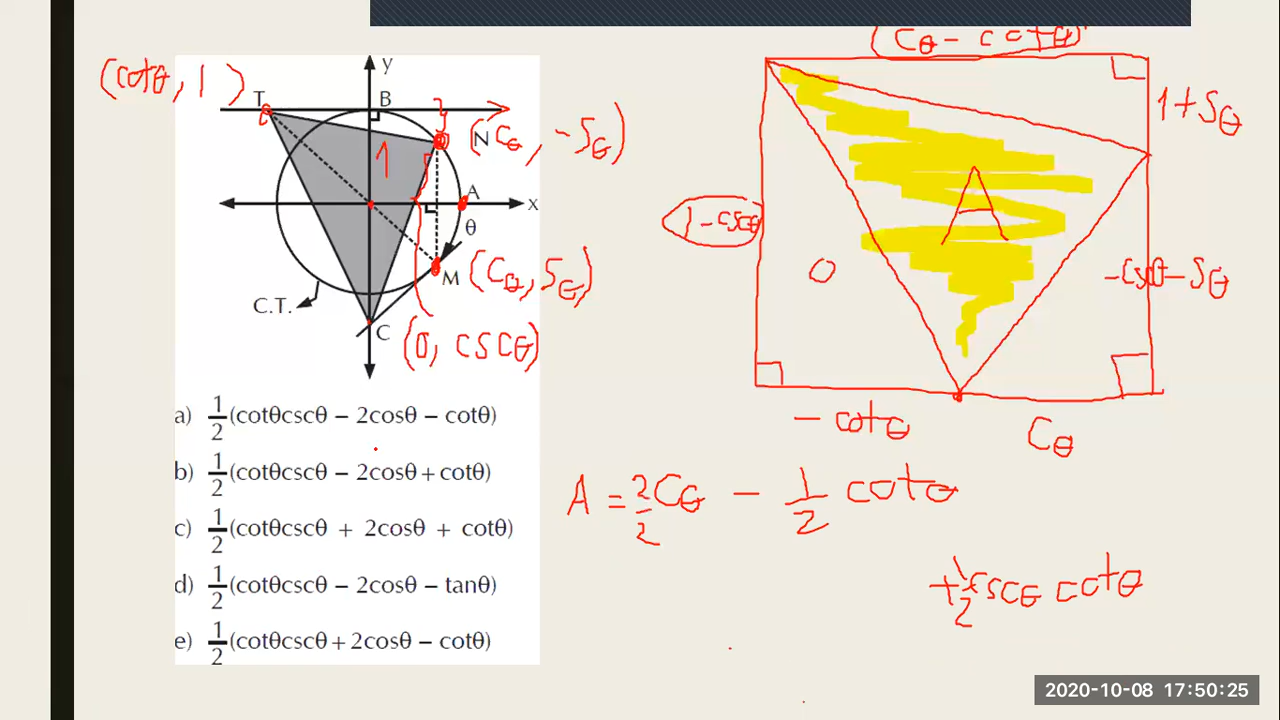 (Cθ - cotθ)
(cotθ, 1)
y
T
B
1+Sθ
N
(Cθ, -Sθ)
1
A
x
θ
1-cscθ
A
M
(Cθ, Sθ)
-cscθ-Sθ
C.T.
C
(0, cscθ)
a) 1/2(cotθcscθ − 2cosθ − cotθ)
- cotθ
Cθ
b) 1/2(cotθcscθ − 2cosθ + cotθ)
A = 2/2 Cθ - 1/2 cotθ
c) 1/2(cotθcscθ + 2cosθ + cotθ)
+ 1/2 cscθ cotθ
d) 1/2(cotθcscθ − 2cosθ − tanθ)
e) 1/2(cotθcscθ + 2cosθ − cotθ)
2020-10-08 17:50:25